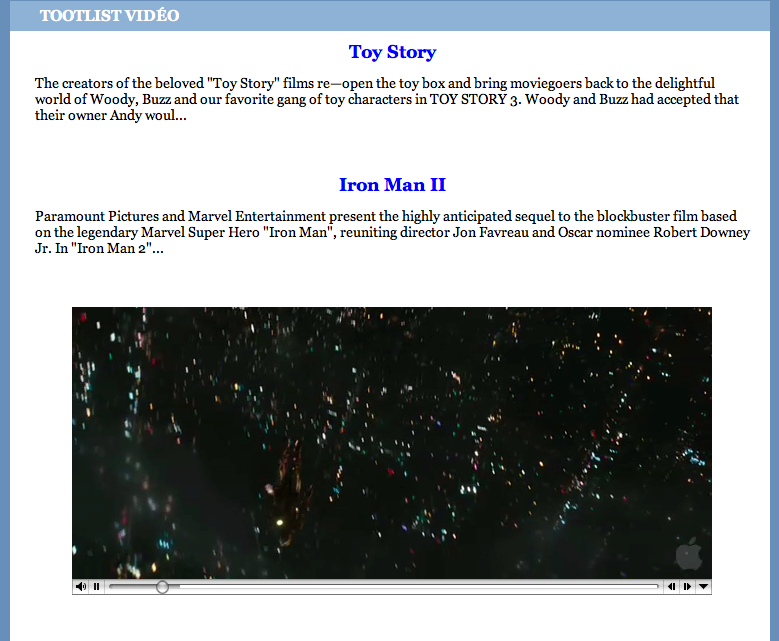 TOOTLIST VIDÉO
Toy Story
The creators of the beloved "Toy Story" films re—open the toy box and bring moviegoers back to the delightful
world of Woody, Buzz and our favorite gang of toy characters in TOY STORY 3. Woody and Buzz had accepted that
their owner Andy woul...
Iron Man II
Paramount Pictures and Marvel Entertainment present the highly anticipated sequel to the blockbuster film based
on the legendary Marvel Super Hero "Iron Man", reuniting director Jon Favreau and Oscar nominee Robert Downey
Jr. In "Iron Man 2"...